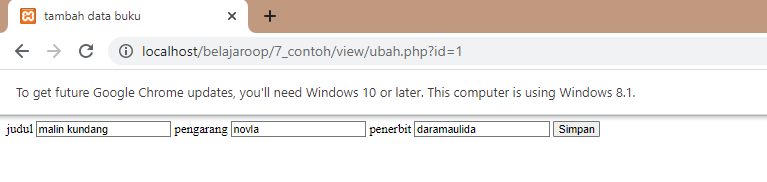 tambah data buku
localhost/belajaroop/7_contoh/view/ubah.php?id=1
To get future Google Chrome updates, you'll need Windows 10 or later. This computer is using Windows 8.1.
judul malin kundang pengarang novla penerbit daramaulida Simpan